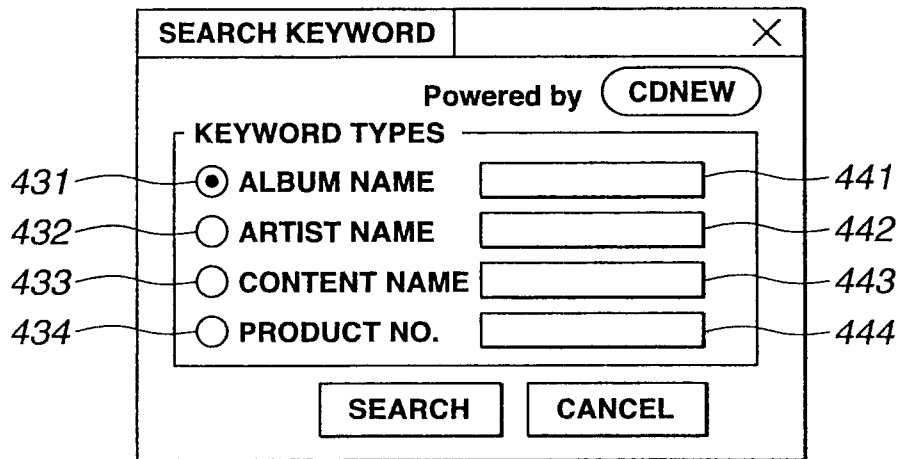 SEARCH KEYWORD
Powered by CDNEW
KEYWORD TYPES
431 ALBUM NAME 441
432 ARTIST NAME 442
433 CONTENT NAME 443
434 PRODUCT NO. 444
SEARCH CANCEL